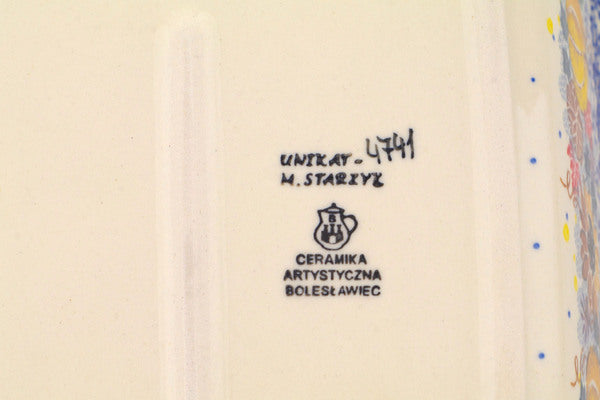 UNIKAT - 4741
M. STARZYK
B
CERAMIKA
ARTYSTYCZNA
BOLESŁAWIEC